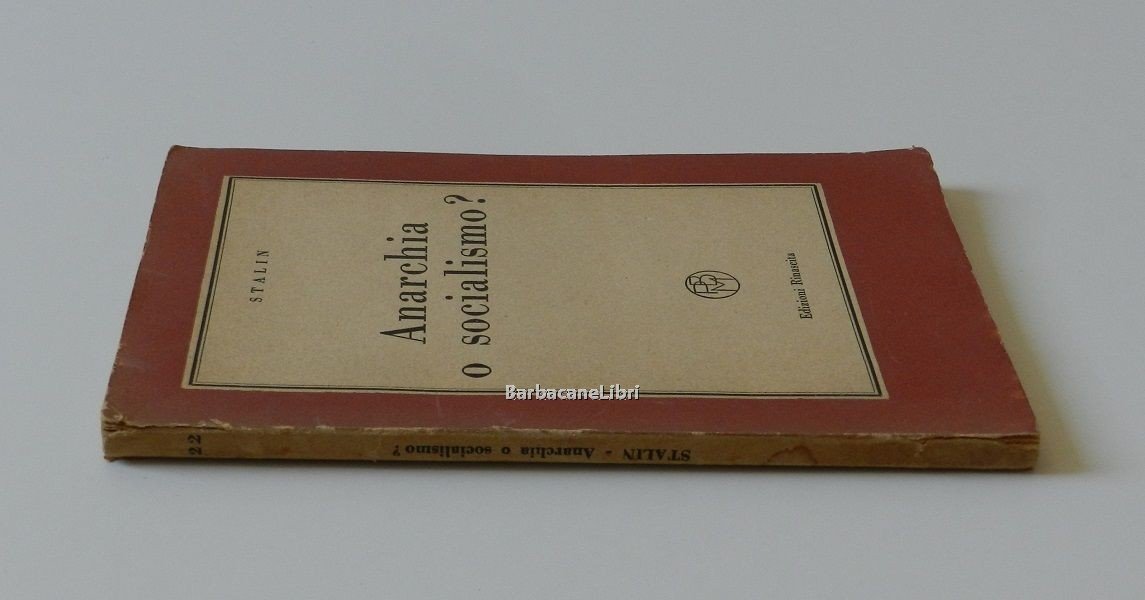 STALIN
Anarchia
o socialismo?
Edizioni Rinascita
BarbacaneLibri
STALIN - Anarchia o socialismo?
22